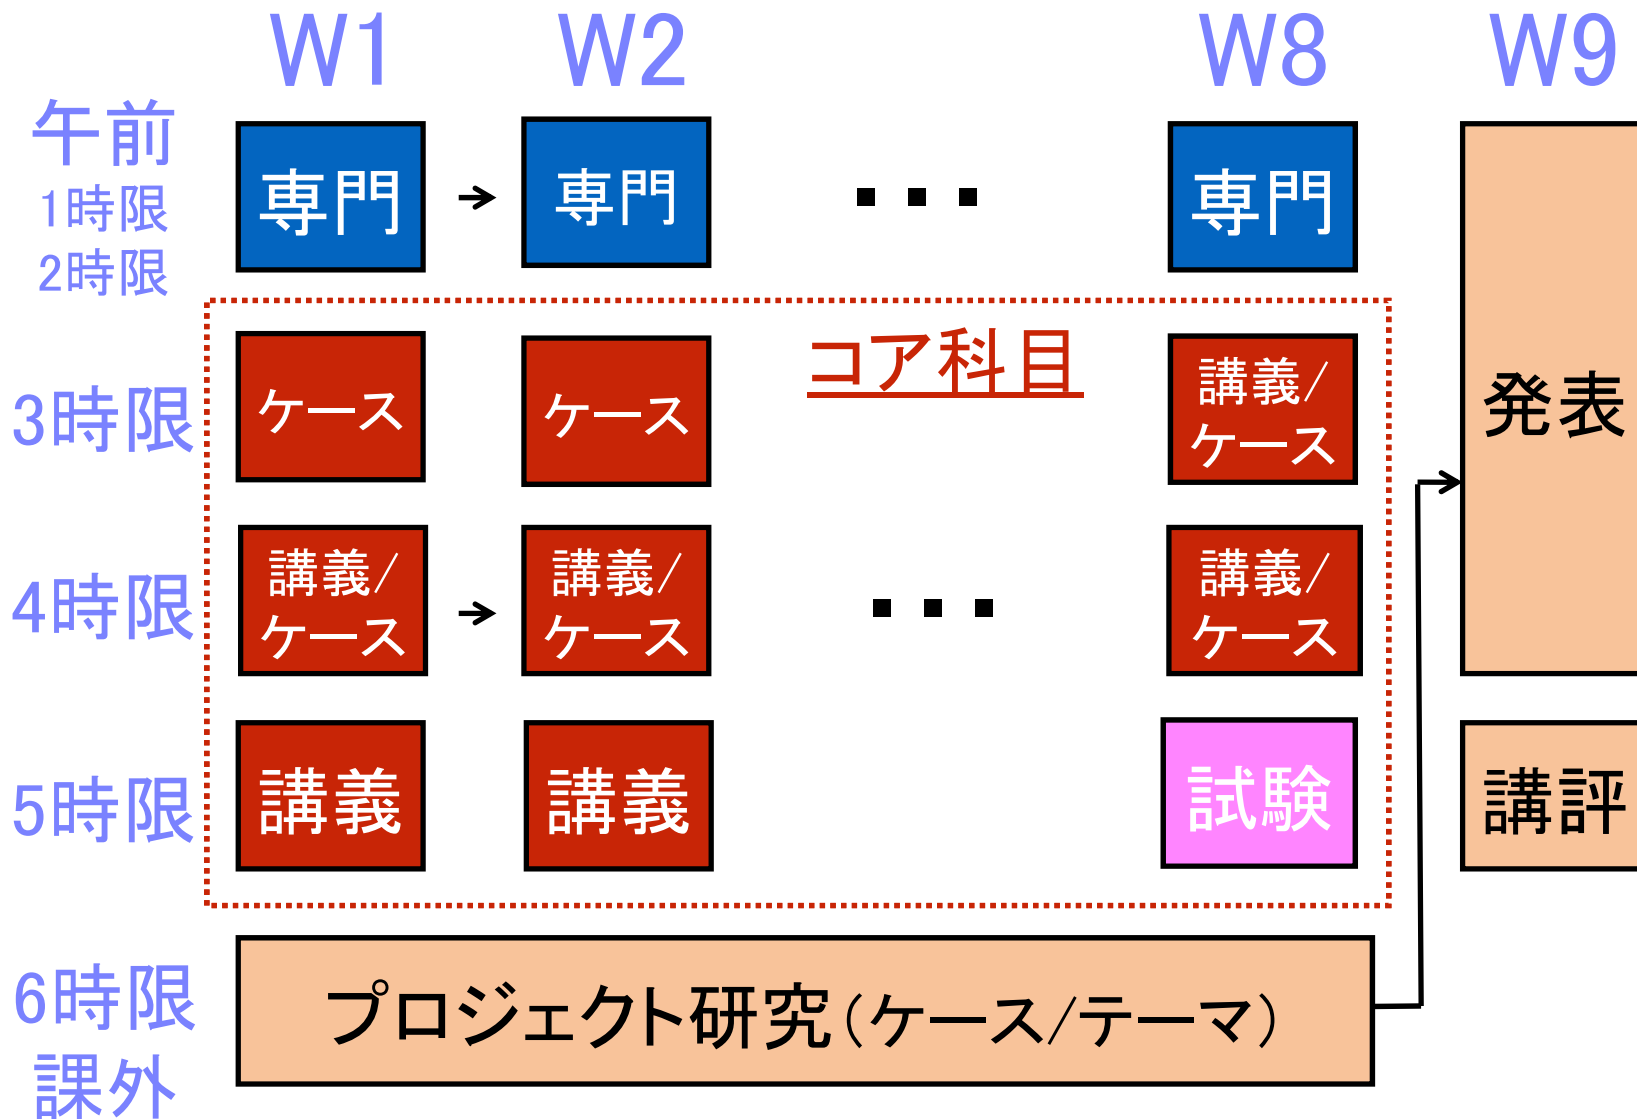 W1 W2 W8 W9
午前
1時限
2時限
専門 → 専門 ・・・ 専門
コア科目
3時限
ケース ケース
講義/
ケース
発表
4時限
講義/
ケース
→
講義/
ケース
・・・
講義/
ケース
5時限
講義 講義 試験 講評
6時限
課外
プロジェクト研究(ケース/テーマ)